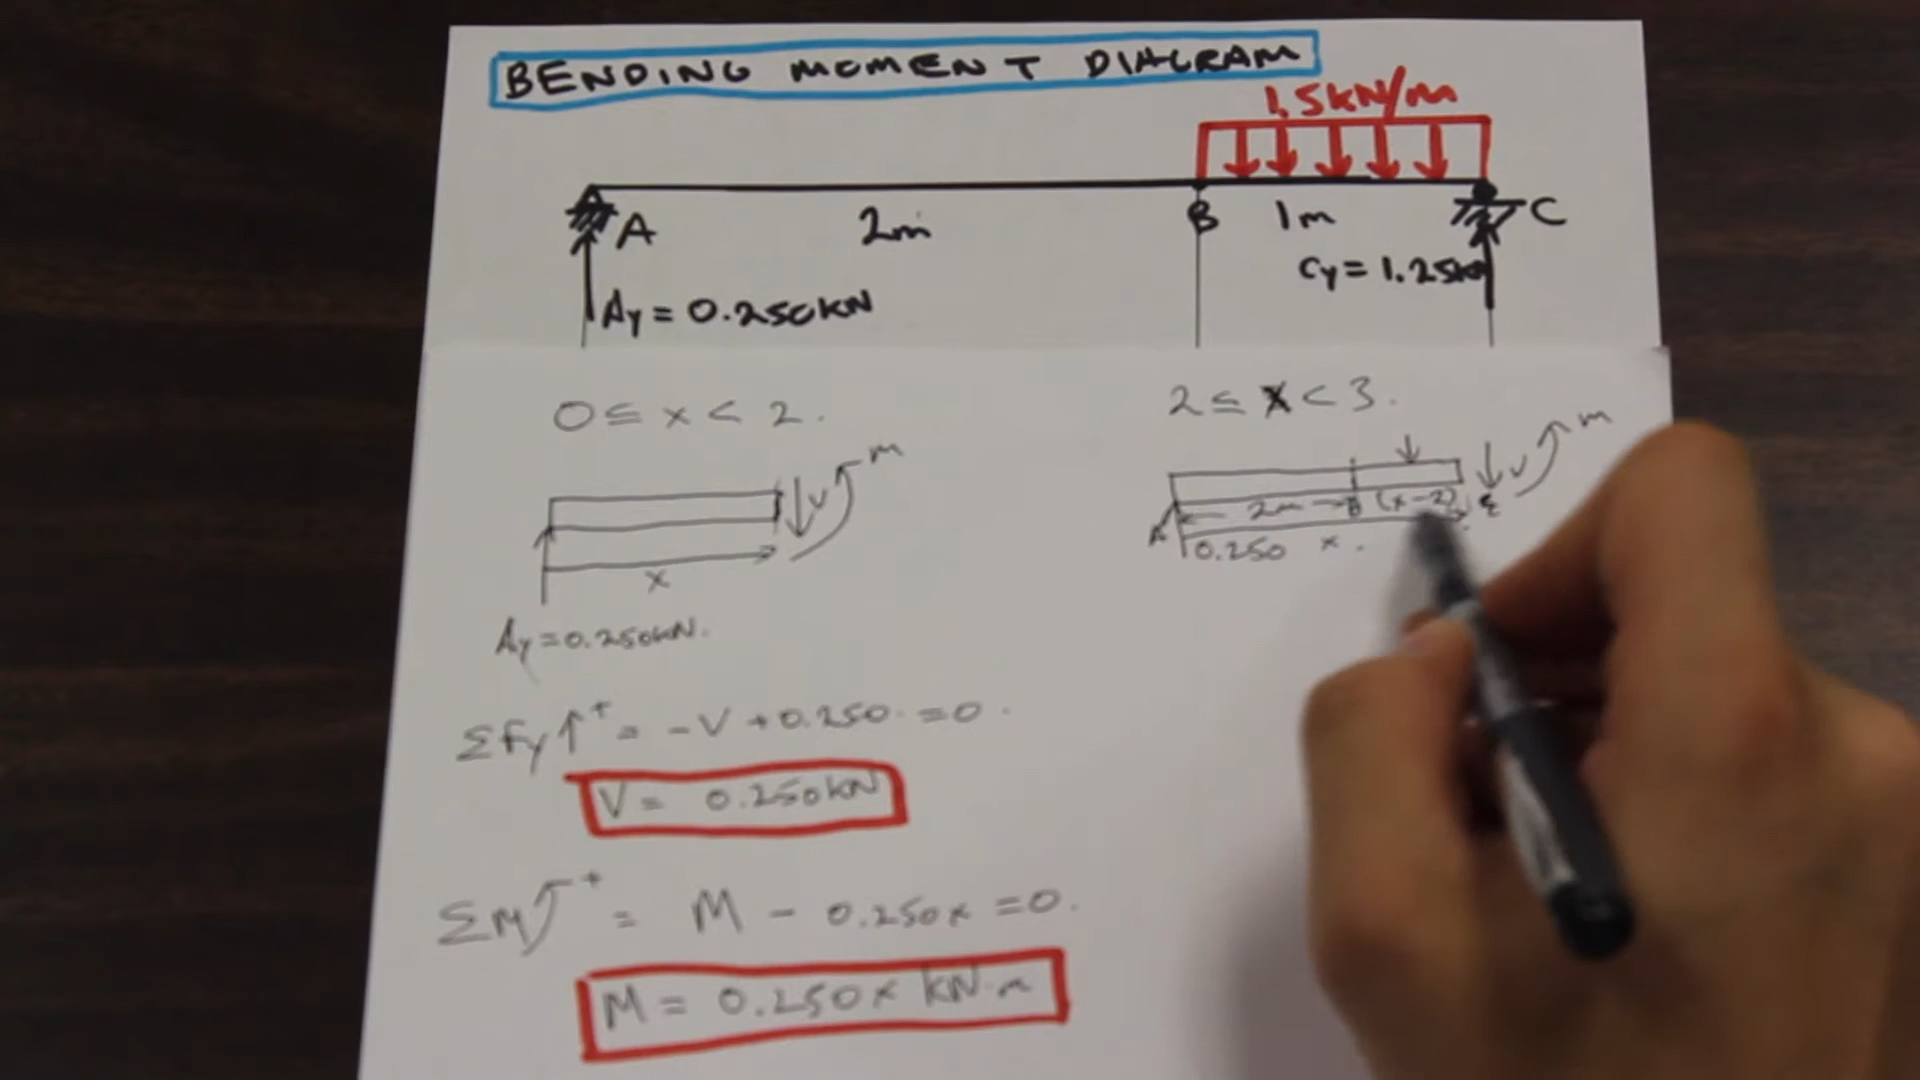 BENDING MOMENT DIAGRAM
1.5kN/m
A 2m B 1m C
Cy = 1.25kN
Ay = 0.250kN
0 ≤ x < 2.
2 ≤ x < 3.
V M
V M
2m B (x-2)
x
A 0.250 x.
Ay = 0.250kN.
ΣFy↑⁺ = -V + 0.250. = 0.
V = 0.250kN
ΣM⁺ = M - 0.250x = 0.
M = 0.250x kN.m